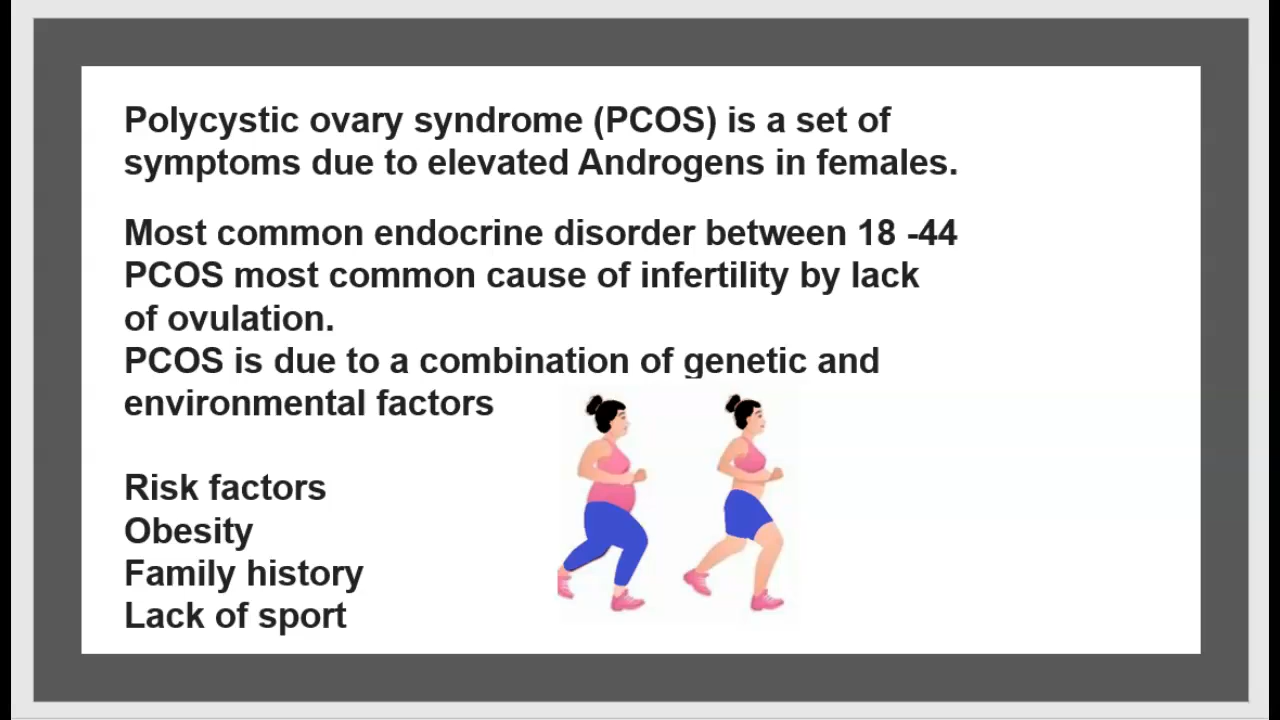 Polycystic ovary syndrome (PCOS) is a set of
symptoms due to elevated Androgens in females.
Most common endocrine disorder between 18 -44
PCOS most common cause of infertility by lack
of ovulation.
PCOS is due to a combination of genetic and
environmental factors
Risk factors
Obesity
Family history
Lack of sport